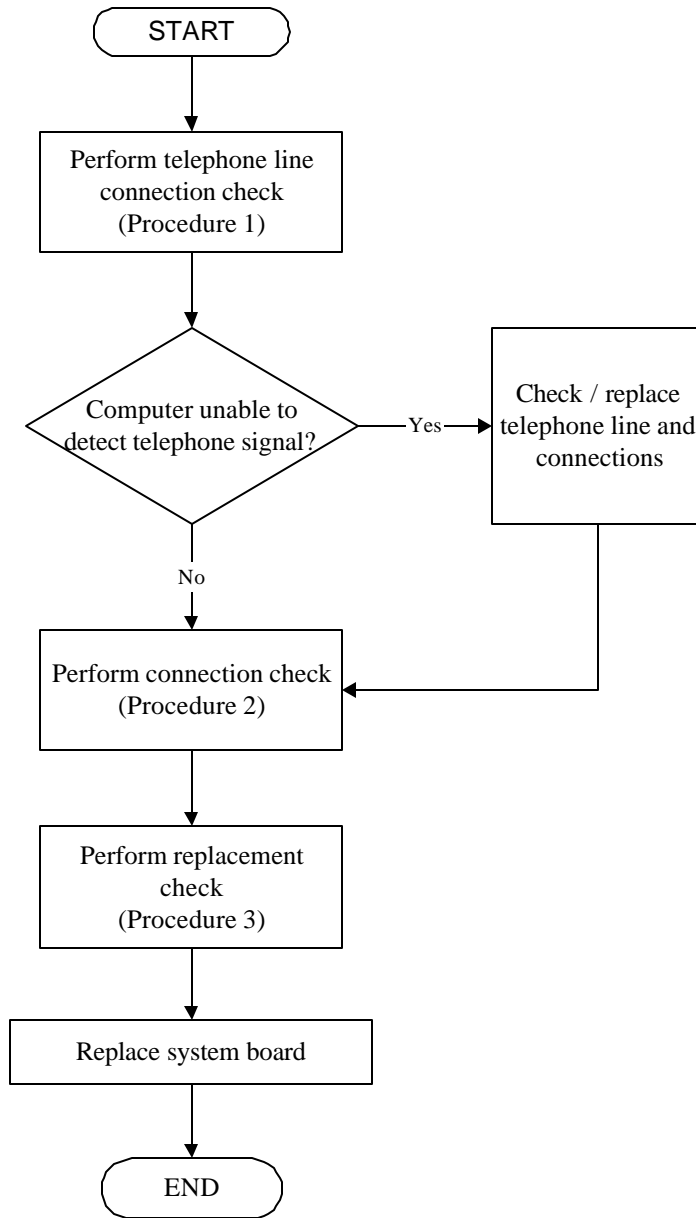 START
Perform telephone line
connection check
(Procedure 1)
Computer unable to
detect telephone signal?
Yes
Check / replace
telephone line and
connections
No
Perform connection check
(Procedure 2)
Perform replacement
check
(Procedure 3)
Replace system board
END